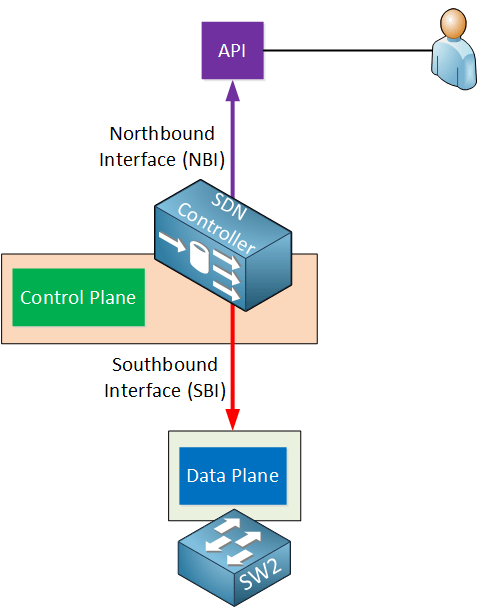 API
Northbound
Interface (NBI)
SDN
Controller
Control Plane
Southbound
Interface (SBI)
Data Plane
SW2